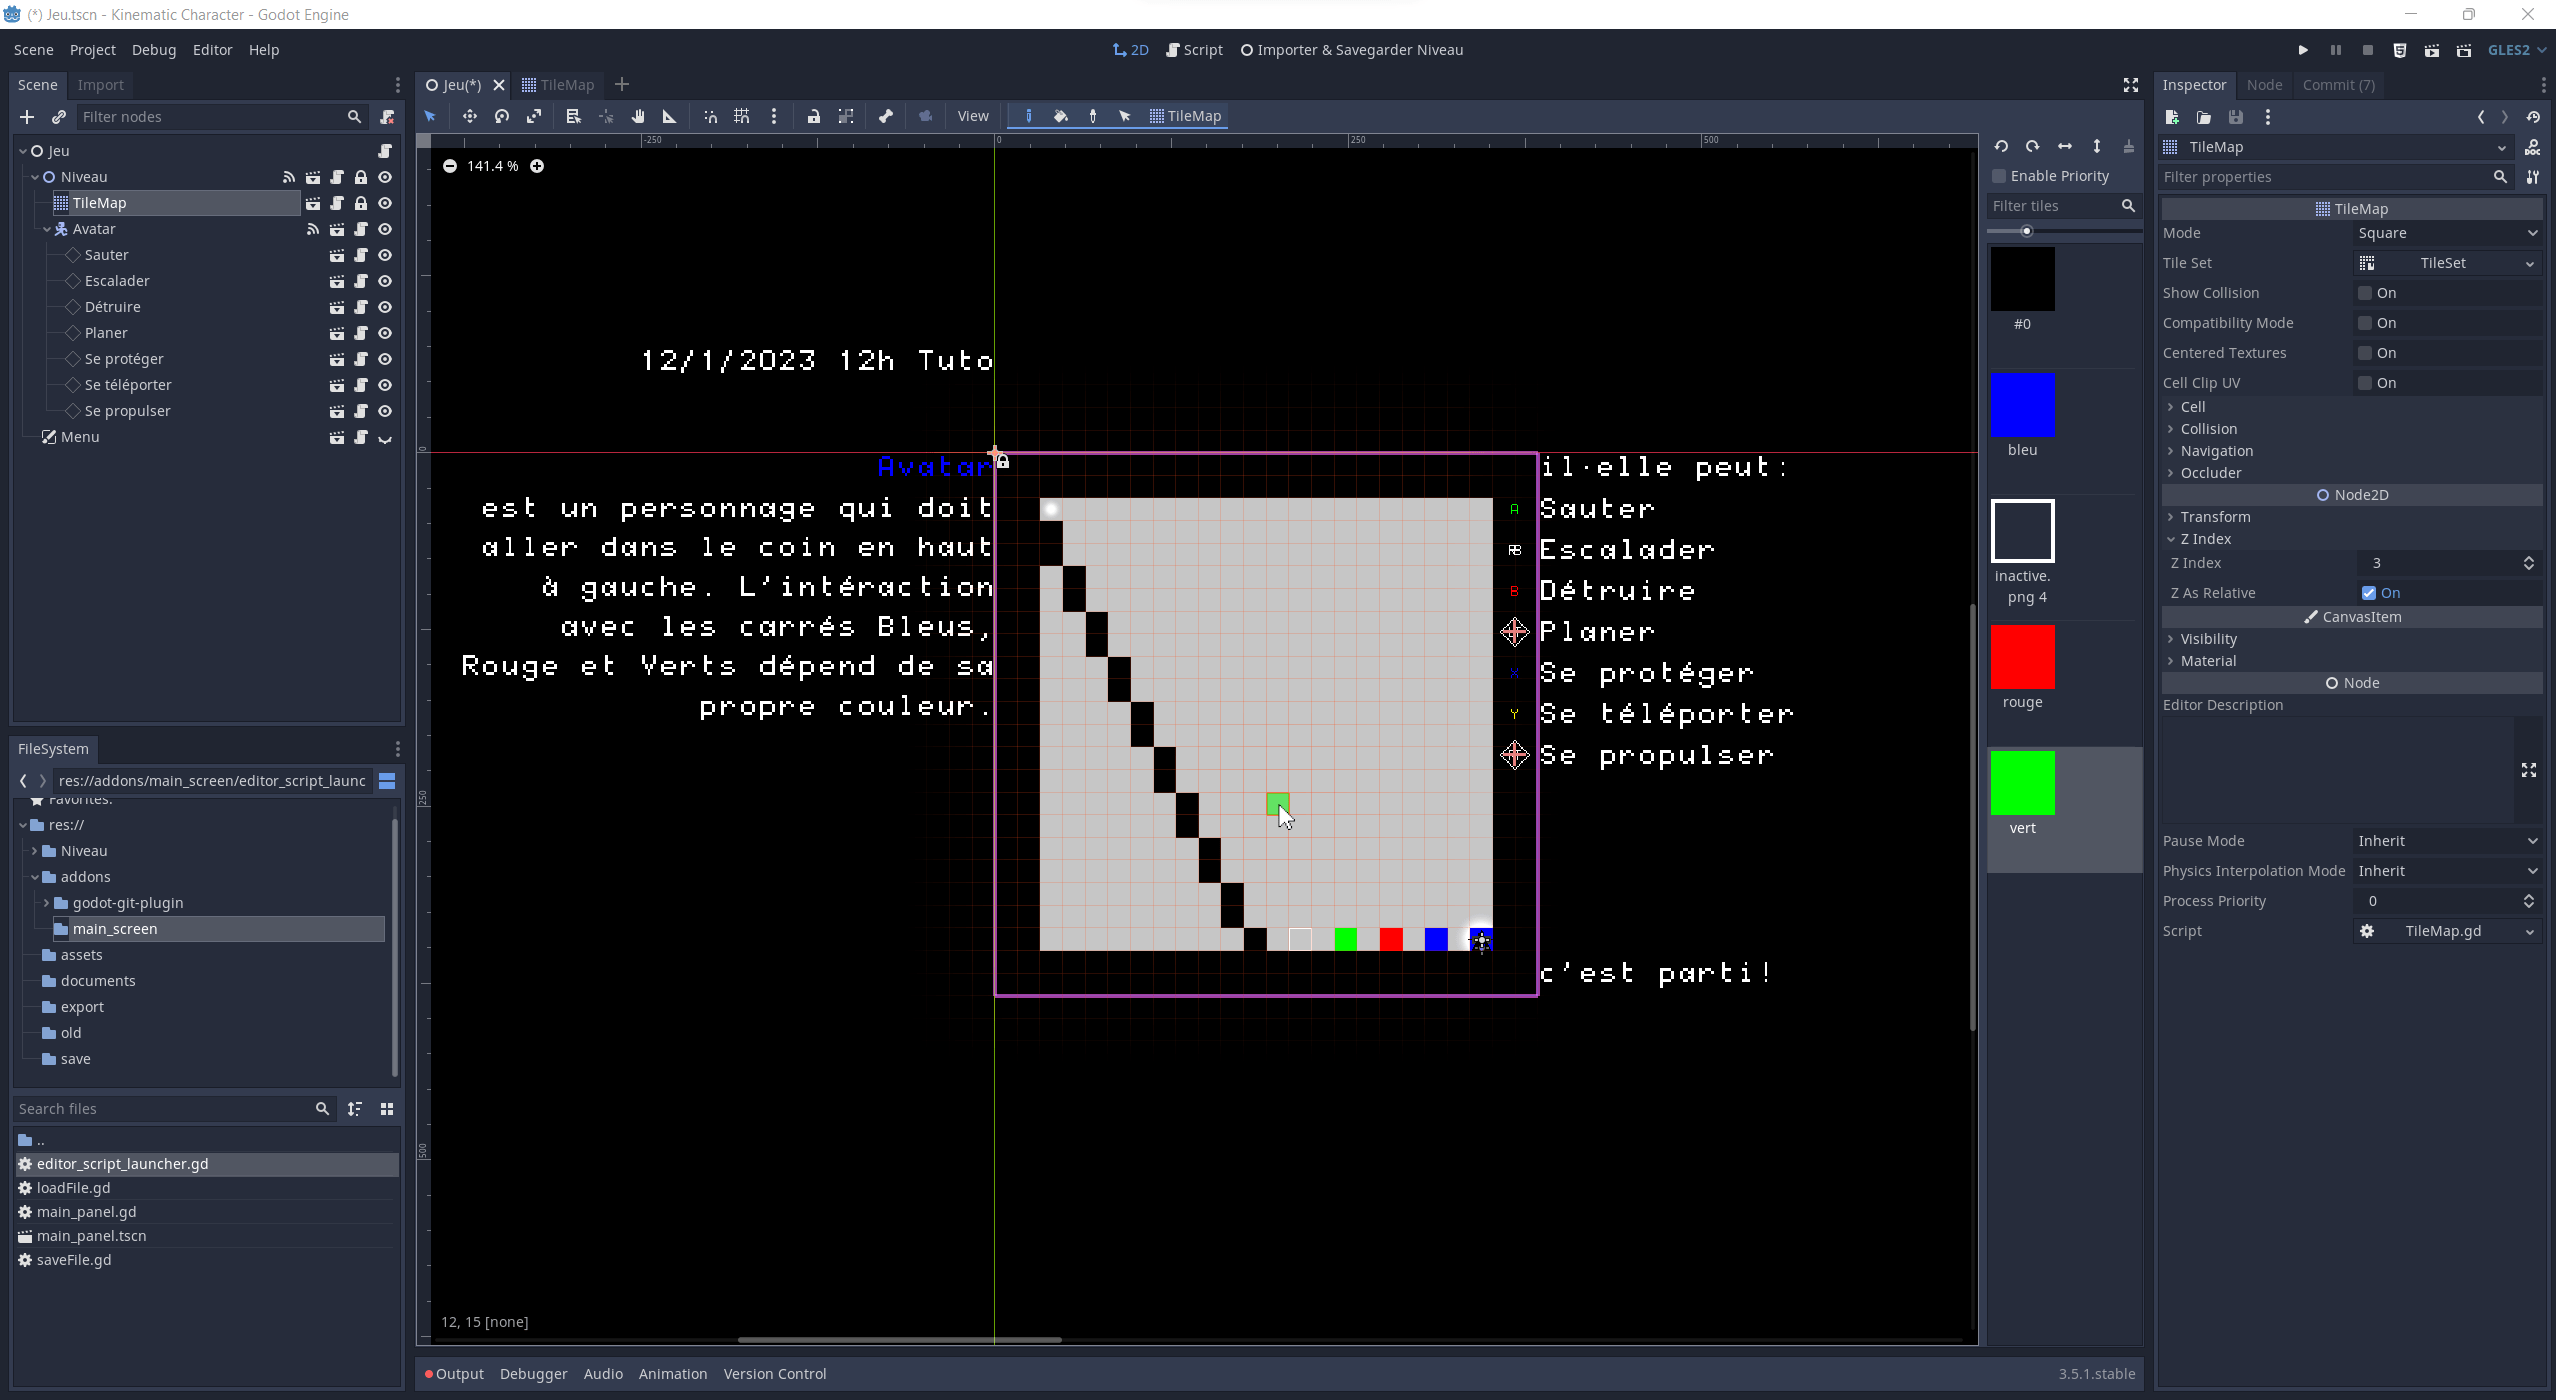 (*) Jeu.tscn - Kinematic Character - Godot Engine
Scene Project Debug Editor Help
2D Script Importer & Savegarder Niveau
GLES2
Scene Import
Filter nodes
Jeu
Niveau
TileMap
Avatar
Sauter
Escalader
Détruire
Planer
Se protéger
Se téléporter
Se propulser
Menu
FileSystem
res://addons/main_screen/editor_script_launc
Favorites:
res://
Niveau
addons
godot-git-plugin
main_screen
assets
documents
export
old
save
Search files
..
editor_script_launcher.gd
loadFile.gd
main_panel.gd
main_panel.tscn
saveFile.gd
Jeu(*) TileMap
View TileMap
-250 0 250 500
0
250
500
141.4 %
12/1/2023 12h Tuto
Avatar
est un personnage qui doit
aller dans le coin en haut
à gauche. L'intéraction
avec les carrés Bleus,
Rouge et Verts dépend de sa
propre couleur.
il·elle peut:
A Sauter
RB Escalader
B Détruire
Planer
X Se protéger
Y Se téléporter
Se propulser
c'est parti!
12, 15 [none]
Enable Priority
Filter tiles
#0
bleu
inactive.
png 4
rouge
vert
Output Debugger Audio Animation Version Control
3.5.1.stable
Inspector Node Commit (7)
TileMap
DOC
Filter properties
TileMap
Mode Square
Tile Set TileSet
Show Collision On
Compatibility Mode On
Centered Textures On
Cell Clip UV On
Cell
Collision
Navigation
Occluder
Node2D
Transform
Z Index
Z Index 3
Z As Relative On
CanvasItem
Visibility
Material
Node
Editor Description
Pause Mode Inherit
Physics Interpolation Mode Inherit
Process Priority 0
Script TileMap.gd